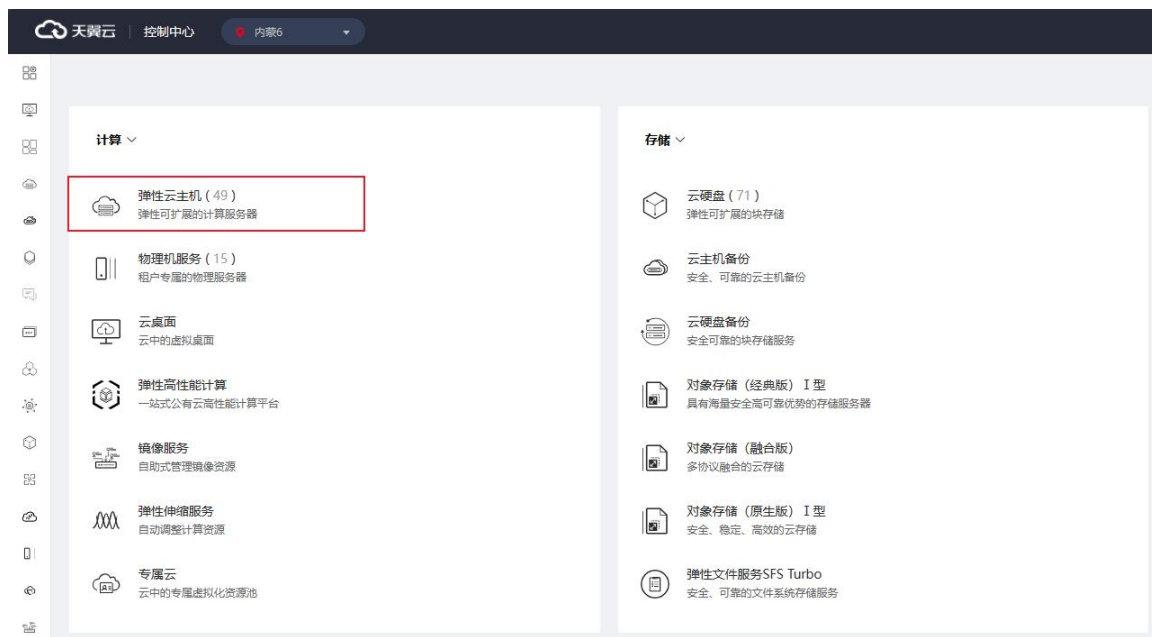 天翼云 控制中心 内蒙6
计算
弹性云主机 ( 49 )
弹性可扩展的计算服务器
物理机服务 ( 15 )
租户专属的物理服务器
云桌面
云中的虚拟桌面
弹性高性能计算
一站式公有云高性能计算平台
镜像服务
自助式管理镜像资源
弹性伸缩服务
自动调整计算资源
专属云
云中的专属虚拟化资源池
存储
云硬盘 ( 71 )
弹性可扩展的块存储
云主机备份
安全、可靠的云主机备份
云硬盘备份
安全可靠的块存储服务
对象存储（经典版）I 型
具有海量安全高可靠优势的存储服务器
对象存储（融合版）
多协议融合的云存储
对象存储（原生版）I 型
安全、稳定、高效的云存储
弹性文件服务SFS Turbo
安全、可靠的文件系统存储服务